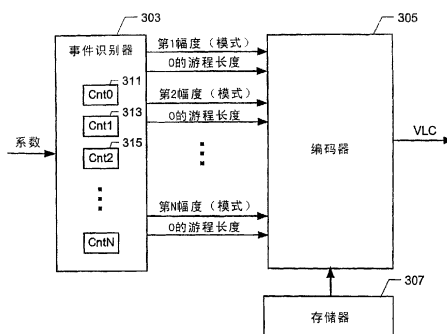 303
305
事件识别器
第1幅度（模式）
0的游程长度
311
Cnt0
第2幅度（模式）
313
0的游程长度
Cnt1
系数
315
Cnt2
编码器
VLC
第N幅度（模式）
0的游程长度
CntN
307
存储器